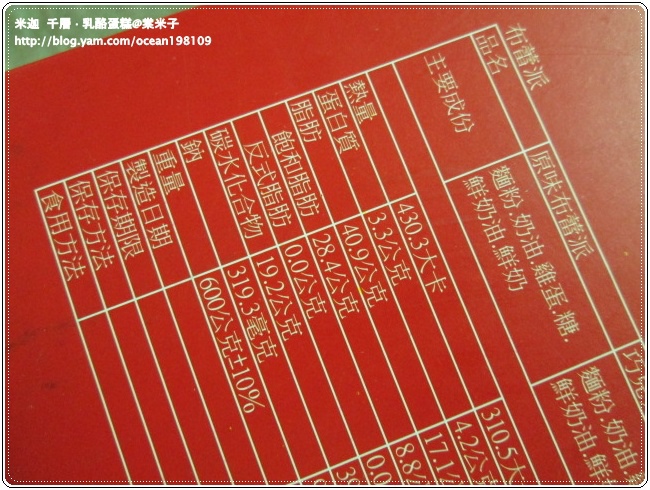 米迦 千層‧乳酪蛋糕@業米子
http://blog.yam.com/ocean198109
布蕾派
品名
原味布蕾派
主要成份
麵粉.奶油.雞蛋.糖.
鮮奶油.鮮奶
麵粉.奶油
鮮奶油.鮮
熱量
430.3大卡
310.5大
蛋白質
3.3公克
4.2公克
脂肪
40.9公克
17.1
飽和脂肪
28.4公克
8.8
反式脂肪
0.0公克
0.0
碳水化合物
19.2公克
鈉
319.3毫克
重量
600公克±10%
製造日期
保存期限
保存方法
食用方法